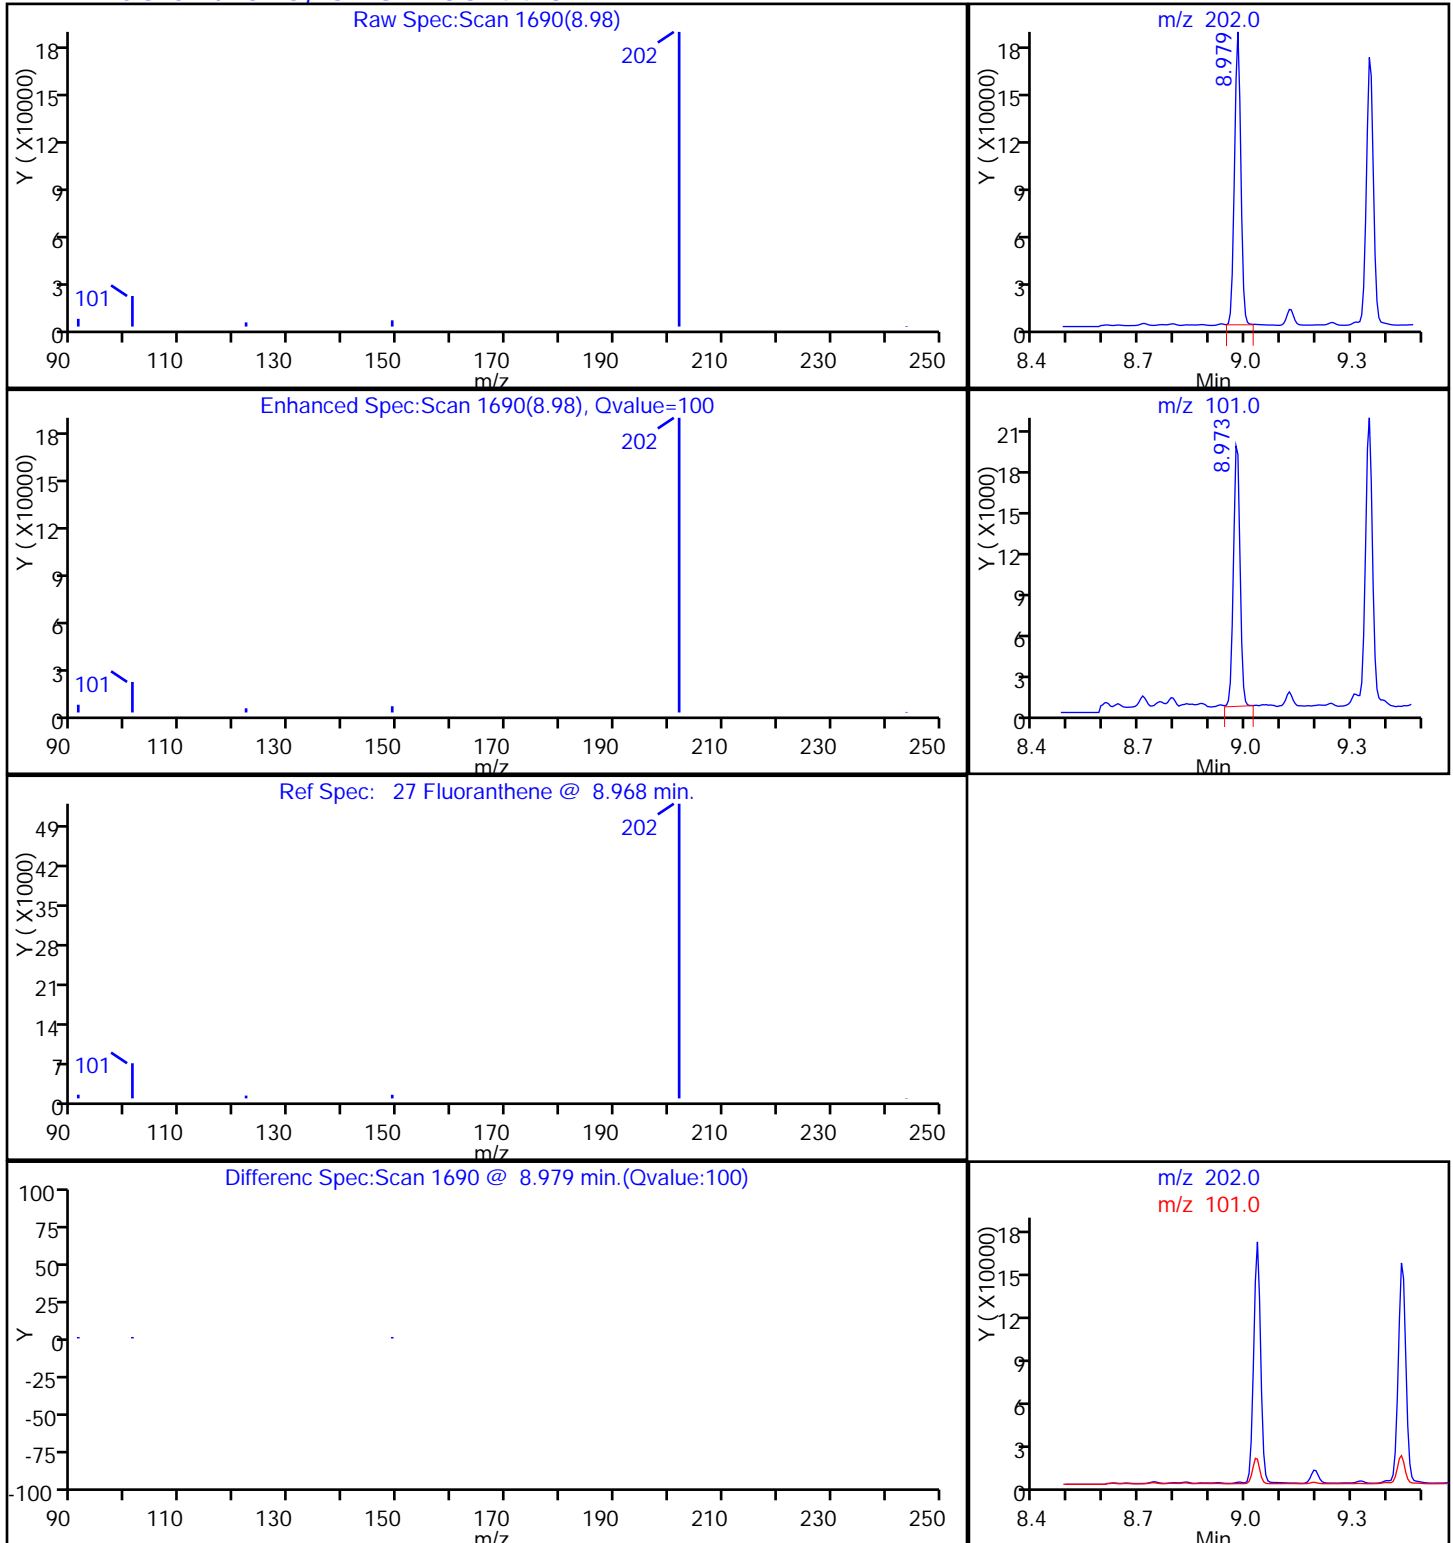 Raw Spec:Scan 1690(8.98)
18
15
12
9
6
3
0
Y ( X10000)
202
101
90 110 130 150 170 190 210 230 250
m/z
m/z 202.0
18
15
12
9
6
3
0
Y ( X10000)
8.979
8.4 8.7 9.0 9.3
Min
Enhanced Spec:Scan 1690(8.98), Qvalue=100
18
15
12
9
6
3
0
Y ( X10000)
202
101
90 110 130 150 170 190 210 230 250
m/z
m/z 101.0
21
18
15
12
9
6
3
0
Y ( X1000)
8.973
8.4 8.7 9.0 9.3
Min
Ref Spec: 27 Fluoranthene @ 8.968 min.
49
42
35
28
21
14
7
0
Y ( X1000)
202
101
90 110 130 150 170 190 210 230 250
m/z
Differenc Spec:Scan 1690 @ 8.979 min.(Qvalue:100)
100
75
50
25
0
-25
-50
-75
-100
Y
90 110 130 150 170 190 210 230 250
m/z
m/z 202.0
m/z 101.0
18
15
12
9
6
3
0
Y ( X10000)
8.4 8.7 9.0 9.3
Min